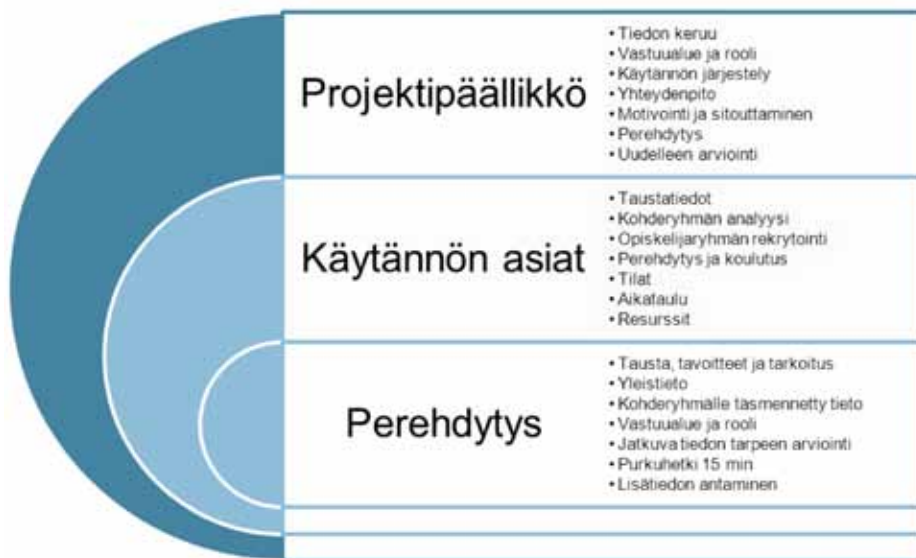 Projektipäällikkö
• Tiedon keruu
• Vastuualue ja rooli
• Käytännön järjestely
• Yhteydenpito
• Motivointi ja sitouttaminen
• Perehdytys
• Uudelleen arviointi
Käytännön asiat
• Taustatiedot
• Kohderyhmän analyysi
• Opiskelijaryhmän rekrytointi
• Perehdytys ja koulutus
• Tilat
• Aikataulu
• Resurssit
Perehdytys
• Tausta, tavoitteet ja tarkoitus
• Yleistieto
• Kohderyhmälle täsmennetty tieto
• Vastuualue ja rooli
• Jatkuva tiedon tarpeen arviointi
• Purkuhetki 15 min
• Lisätiedon antaminen